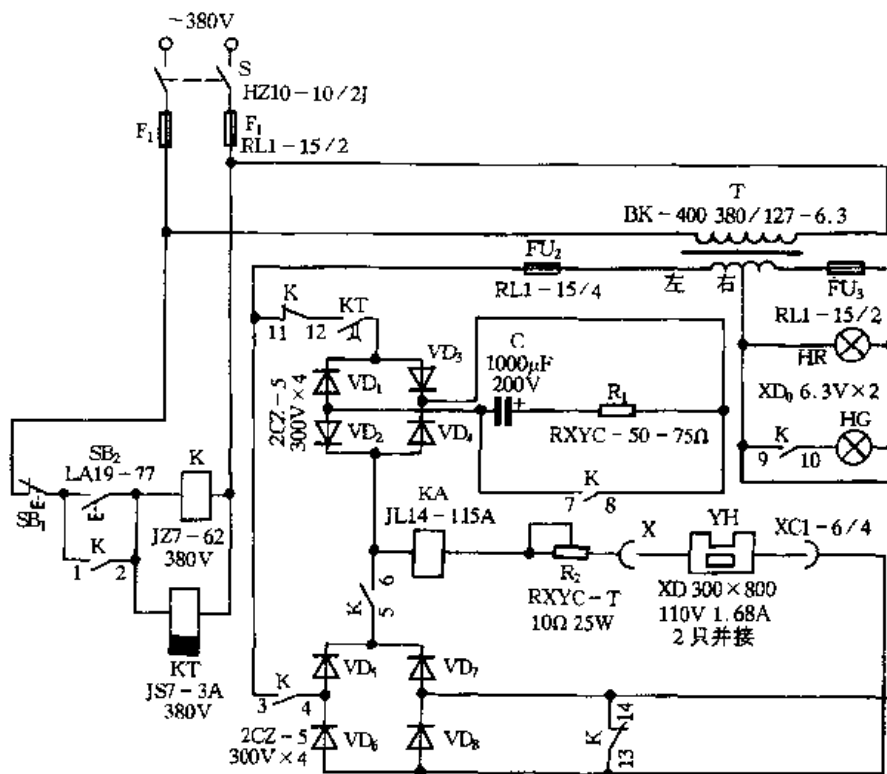 ~380V
S
HZ10-10/2J
F₁
F₁
RL1-15/2
T
BK-400 380/127-6.3
FU₂
RL1-15/4
左 右
FU₃
RL1-15/2
HR
XD₀ 6.3V×2
HG
K
9 10
K
11 12
KT
VD₁
VD₃
VD₂
VD₄
2CZ-5
300V×4
C
1000μF
200V
+
R₁
RXYC-50-75Ω
K
7 8
SB₂
LA19-77
SB₁
K
JZ7-62
380V
K
1 2
KT
JS7-3A
380V
KA
JL14-115A
K
5 6
R₂
RXYC-T
10Ω 25W
X
YH
XC1-6/4
XD 300×800
110V 1.68A
2只并接
K
3 4
VD₅
VD₇
VD₆
VD₈
2CZ-5
300V×4
K
13 14